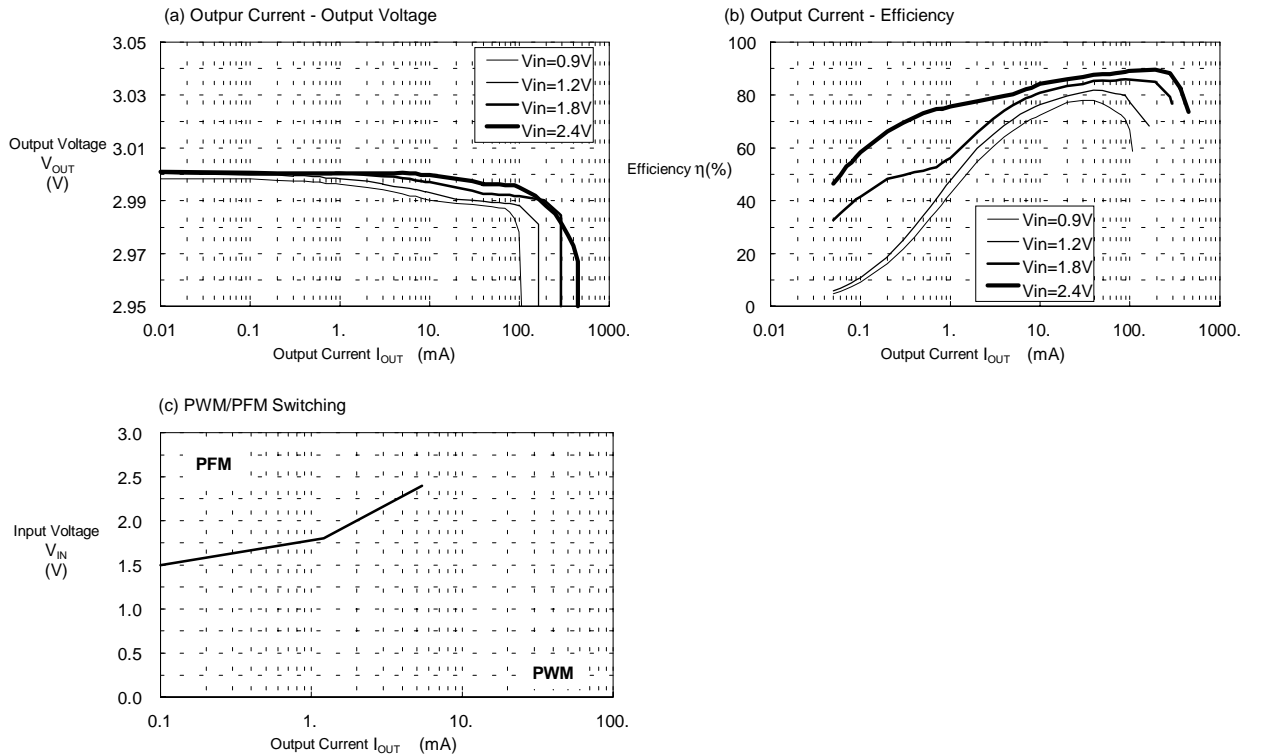 (a) Outpur Current - Output Voltage
3.05
3.03
3.01
2.99
2.97
2.95
Output Voltage
VOUT
(V)
Vin=0.9V
Vin=1.2V
Vin=1.8V
Vin=2.4V
0.01 0.1 1. 10. 100. 1000.
Output Current IOUT (mA)
(b) Output Current - Efficiency
100
80
60
40
20
0
Efficiency η(%)
Vin=0.9V
Vin=1.2V
Vin=1.8V
Vin=2.4V
0.01 0.1 1. 10. 100. 1000.
Output Current IOUT (mA)
(c) PWM/PFM Switching
3.0
2.5
2.0
1.5
1.0
0.5
0.0
Input Voltage
VIN
(V)
PFM
PWM
0.1 1. 10. 100.
Output Current IOUT (mA)